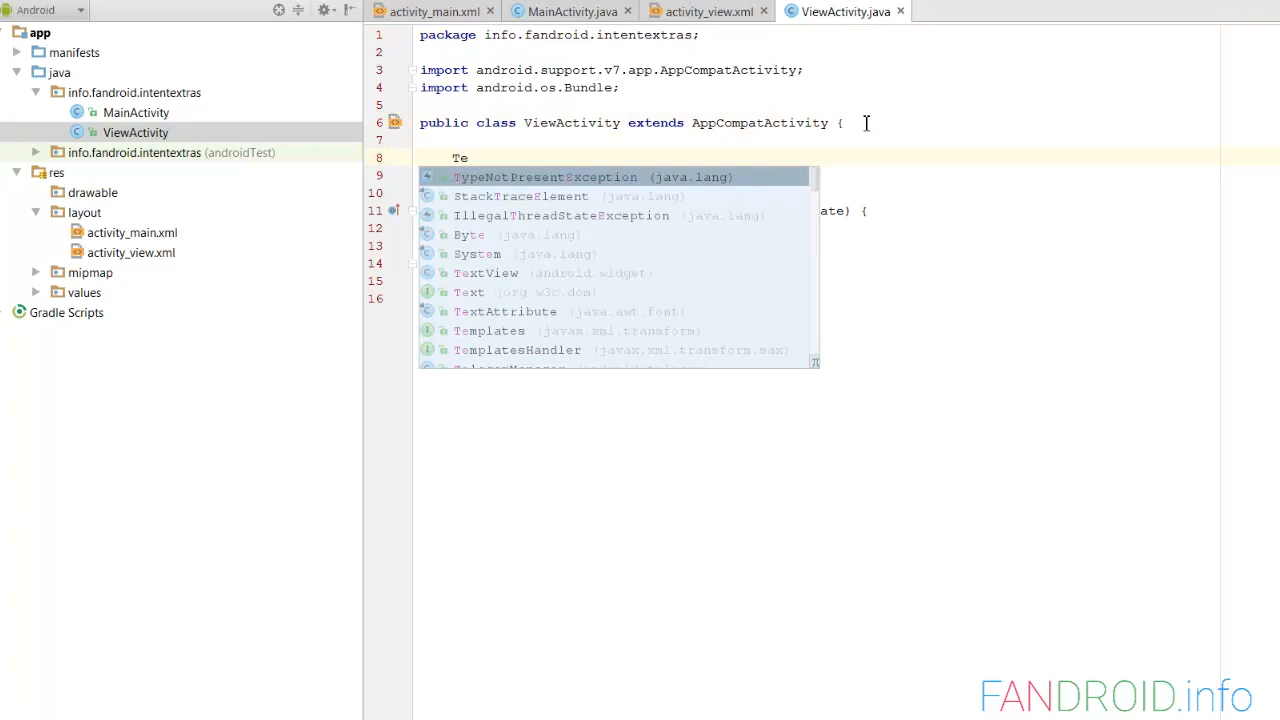 Android
activity_main.xml
MainActivity.java
activity_view.xml
ViewActivity.java
app
manifests
java
info.fandroid.intentextras
MainActivity
ViewActivity
info.fandroid.intentextras (androidTest)
res
drawable
layout
activity_main.xml
activity_view.xml
mipmap
values
Gradle Scripts
1 package info.fandroid.intentextras;
2
3 import android.support.v7.app.AppCompatActivity;
4 import android.os.Bundle;
5
6 public class ViewActivity extends AppCompatActivity {
7
8 Te
9
10
11 ate) {
12
13
14
15
16
TypeNotPresentException (java.lang)
StackTraceElement (java.lang)
IllegalThreadStateException (java.lang)
Byte (java.lang)
System (java.lang)
TextView (android.widget)
Text (org.w3c.dom)
TextAttribute (java.awt.font)
Templates (javax.xml.transform)
TemplatesHandler (javax.xml.transform.sax)
π
FANDROID.info